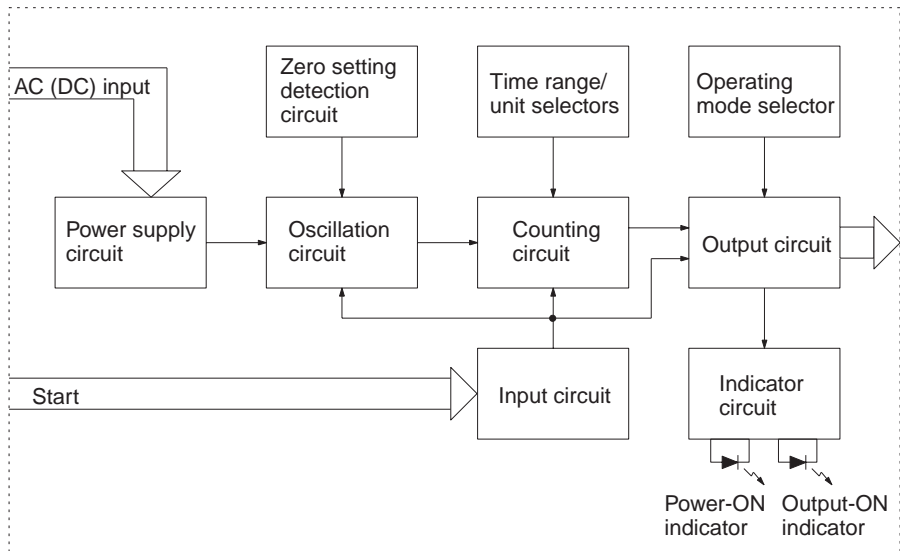 AC (DC) input
Zero setting
detection
circuit
Time range/
unit selectors
Operating
mode selector
Power supply
circuit
Oscillation
circuit
Counting
circuit
Output circuit
Start
Input circuit
Indicator
circuit
Power-ON
indicator
Output-ON
indicator